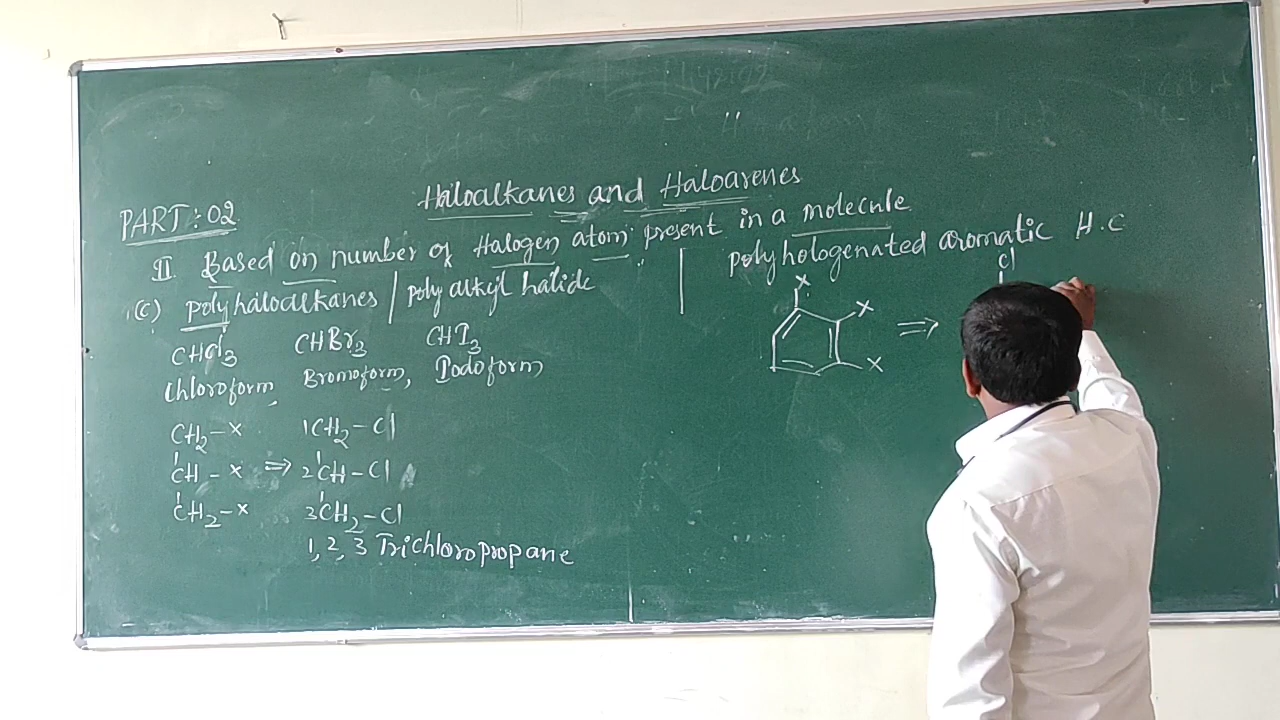 Haloalkanes and Haloarenes
PART:02
II. Based on number of Halogen atom present in a molecule
(C) polyhaloalkanes / poly alkyl halide
CHCl3 CHBr3 CHI3
Chloroform, Bromoform, Iodoform
CH2-X 1CH2-Cl
CH-X ⇒ 2CH-Cl
CH2-X 3CH2-Cl
1,2,3 Trichloropropane
polyhologenated aromatic H.C
X
X ⇒
X
Cl